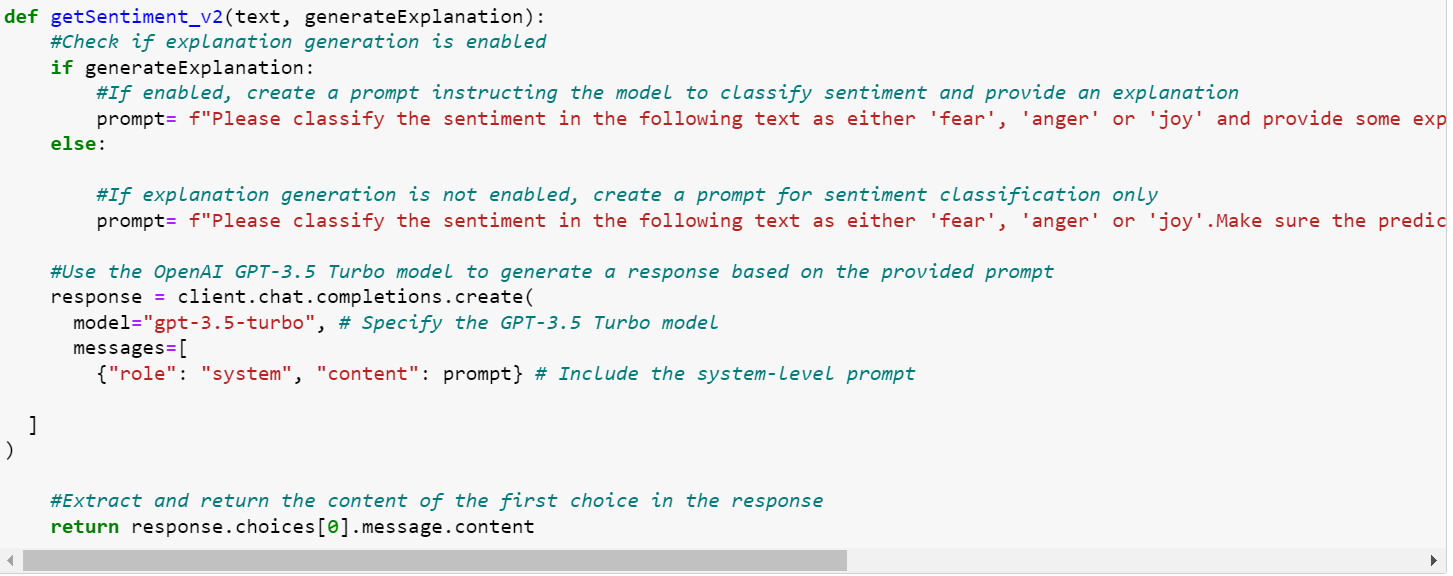 def getSentiment_v2(text, generateExplanation):
    #Check if explanation generation is enabled
    if generateExplanation:
        #If enabled, create a prompt instructing the model to classify sentiment and provide an explanation
        prompt= f"Please classify the sentiment in the following text as either 'fear', 'anger' or 'joy' and provide some exp
    else:
        #If explanation generation is not enabled, create a prompt for sentiment classification only
        prompt= f"Please classify the sentiment in the following text as either 'fear', 'anger' or 'joy'.Make sure the predic
    #Use the OpenAI GPT-3.5 Turbo model to generate a response based on the provided prompt
    response = client.chat.completions.create(
      model="gpt-3.5-turbo", # Specify the GPT-3.5 Turbo model
      messages=[
        {"role": "system", "content": prompt} # Include the system-level prompt
  ]
)
    #Extract and return the content of the first choice in the response
    return response.choices[0].message.content